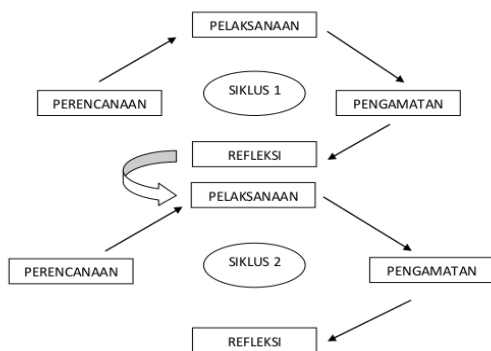 PELAKSANAAN
SIKLUS 1
PERENCANAAN
PENGAMATAN
REFLEKSI
PELAKSANAAN
SIKLUS 2
PERENCANAAN
PENGAMATAN
REFLEKSI